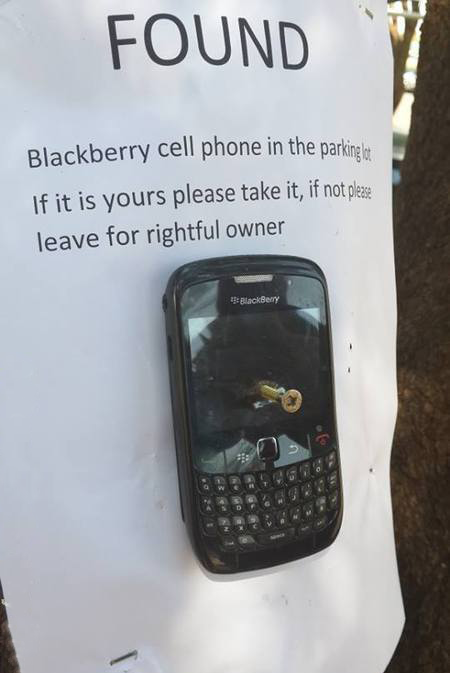 FOUND
Blackberry cell phone in the parking lot
If it is yours please take it, if not please
leave for rightful owner
BlackBerry